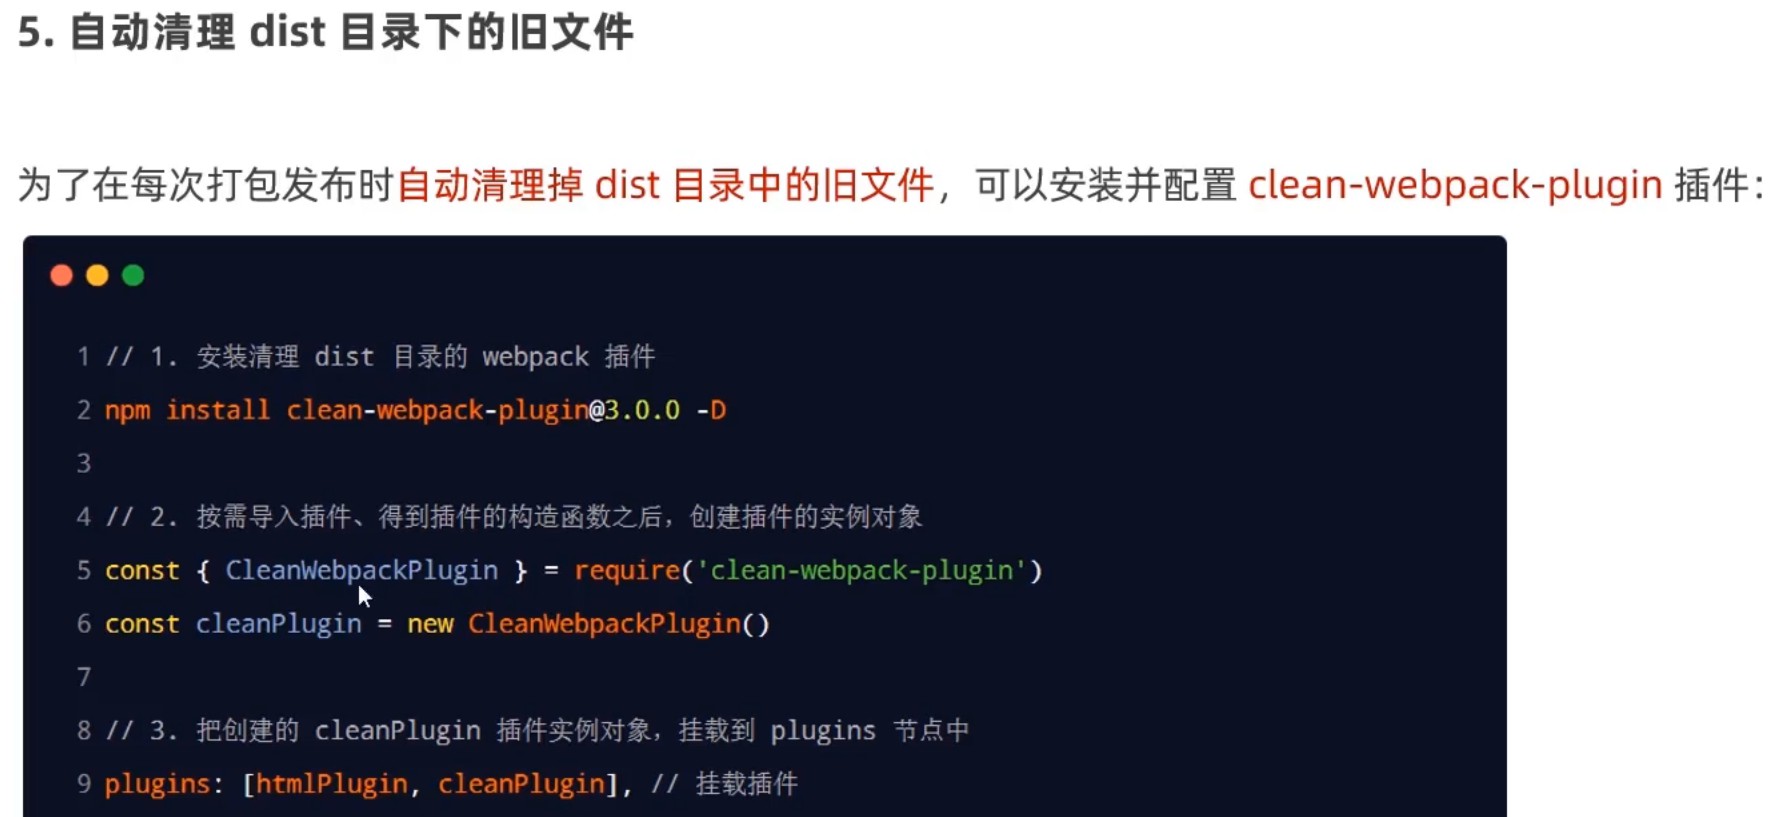 5. 自动清理 dist 目录下的旧文件
为了在每次打包发布时自动清理掉 dist 目录中的旧文件，可以安装并配置 clean-webpack-plugin 插件：
1 // 1. 安装清理 dist 目录的 webpack 插件
2 npm install clean-webpack-plugin@3.0.0 -D
3
4 // 2. 按需导入插件、得到插件的构造函数之后，创建插件的实例对象
5 const { CleanWebpackPlugin } = require('clean-webpack-plugin')
6 const cleanPlugin = new CleanWebpackPlugin()
7
8 // 3. 把创建的 cleanPlugin 插件实例对象，挂载到 plugins 节点中
9 plugins: [htmlPlugin, cleanPlugin], // 挂载插件